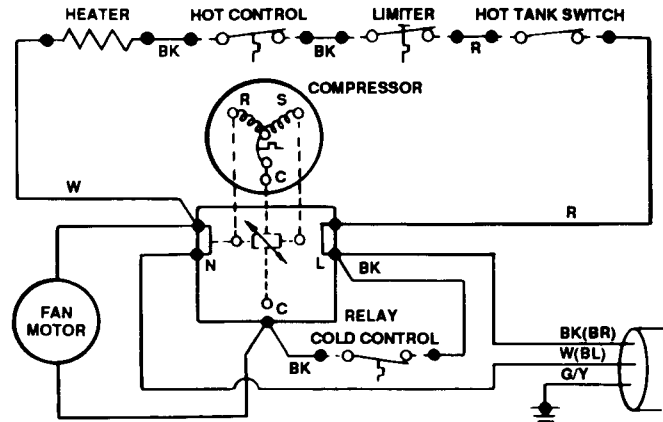 HEATER HOT CONTROL LIMITER HOT TANK SWITCH
BK BK R
COMPRESSOR
R S
C
W R
N L BK
C
RELAY
FAN
MOTOR
COLD CONTROL
BK
BK(BR)
W(BL)
G/Y